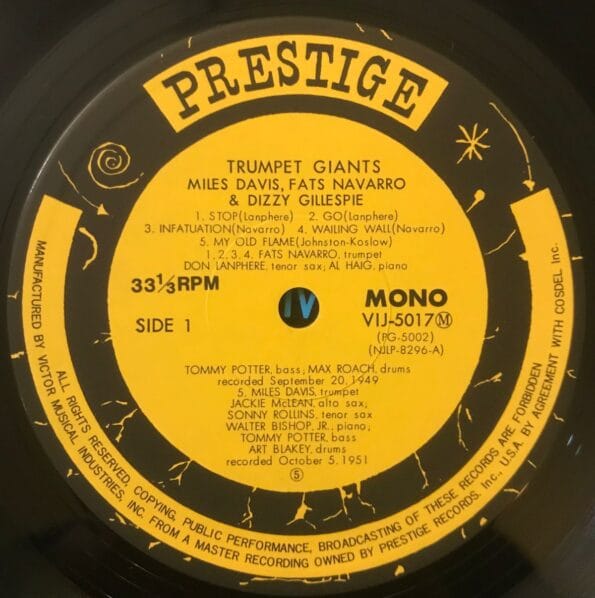 PRESTIGE
TRUMPET GIANTS
MILES DAVIS, FATS NAVARRO
& DIZZY GILLESPIE
1. STOP(Lanphere) 2. GO(Lanphere)
3. INFATUATION(Navarro) 4. WAILING WALL(Navarro)
5. MY OLD FLAME(Johnston-Koslow)
1, 2, 3, 4. FATS NAVARRO, trumpet
DON LANPHERE, tenor sax; AL HAIG, piano
33⅓RPM
MONO
SIDE 1
VIJ-5017Ⓜ
(PG-5002)
(NJLP-8296-A)
TOMMY POTTER, bass; MAX ROACH, drums
recorded September 20, 1949
5. MILES DAVIS, trumpet
JACKIE McLEAN, alto sax;
SONNY ROLLINS, tenor sax
WALTER BISHOP, JR., piano;
TOMMY POTTER, bass
ART BLAKEY, drums
recorded October 5, 1951
⑤
MANUFACTURED BY VICTOR MUSICAL INDUSTRIES, INC. FROM A MASTER RECORDING OWNED BY PRESTIGE RECORDS. Inc., U.S.A. BY AGREEMENT WITH COSDEL Inc.
ALL RIGHTS RESERVED, COPYING, PUBLIC PERFORMANCE, BROADCASTING OF THESE RECORDS ARE FORBIDDEN